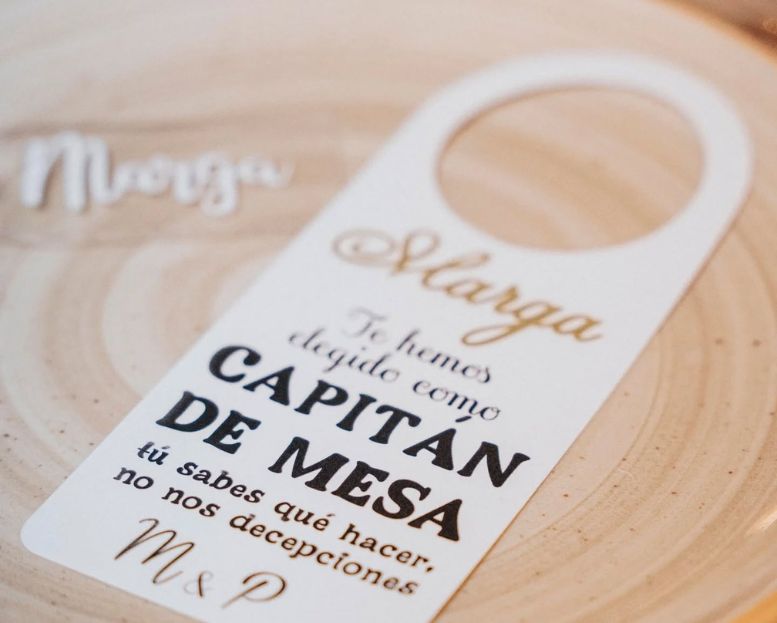 Marga
Marga
Te hemos
elegido como
CAPITÁN
DE MESA
tú sabes qué hacer,
no nos decepciones
M & P